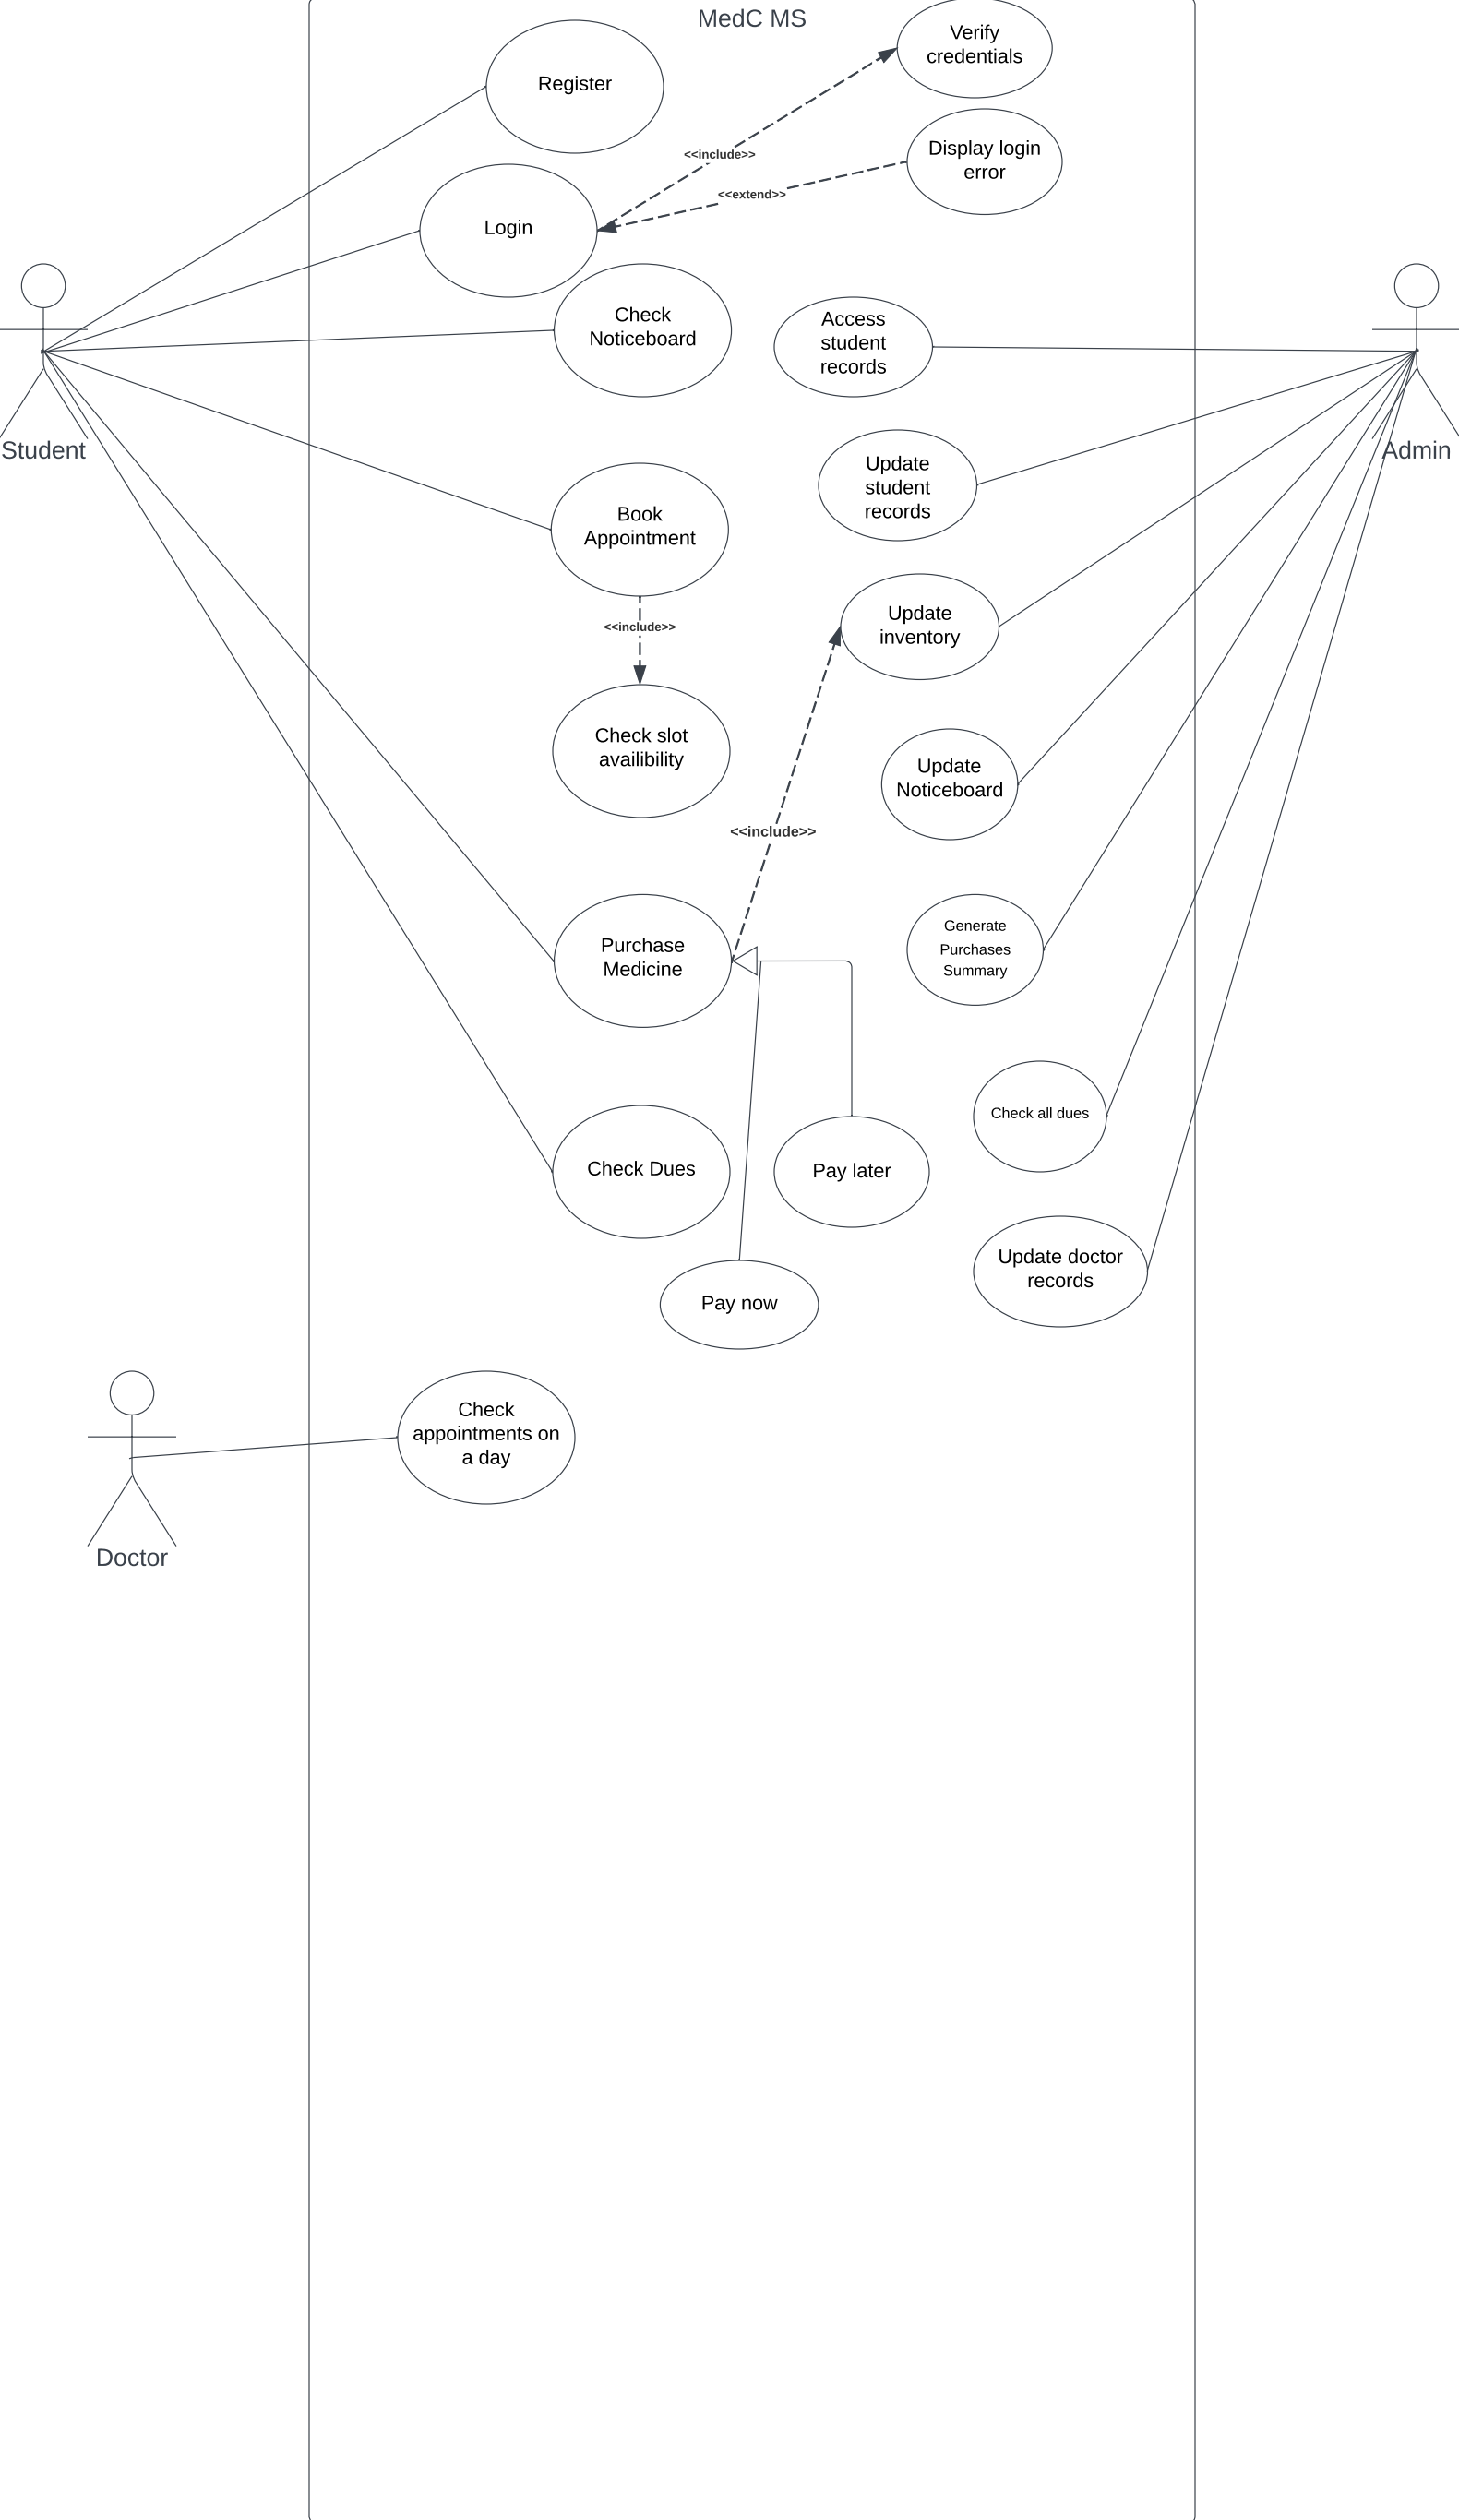 MedC MS
Verify
credentials
Register
Display login
error
<<include>>
<<extend>>
Login
Check
Noticeboard
Access
student
records
Student
Admin
Update
student
records
Book
Appointment
<<include>>
Update
inventory
Check slot
availibility
Update
Noticeboard
<<include>>
Purchase
Medicine
Generate
Purchases
Summary
Check all dues
Check Dues
Pay later
Update doctor
records
Pay now
Check
appointments on
a day
Doctor